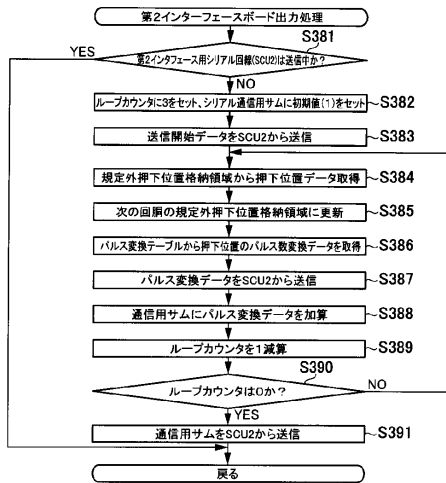 第2インターフェースボード出力処理
S381
YES
第2インタフェース用シリアル回線(SCU2)は送信中か?
NO
ループカウンタに3をセット、シリアル通信用サムに初期値(1)をセット
S382
送信開始データをSCU2から送信
S383
規定外押下位置格納領域から押下位置データ取得
S384
次の回胴の規定外押下位置格納領域に更新
S385
パルス変換テーブルから押下位置のパルス数変換データを取得
S386
パルス変換データをSCU2から送信
S387
通信用サムにパルス変換データを加算
S388
ループカウンタを1減算
S389
S390
ループカウンタは0か?
NO
YES
通信用サムをSCU2から送信
S391
戻る